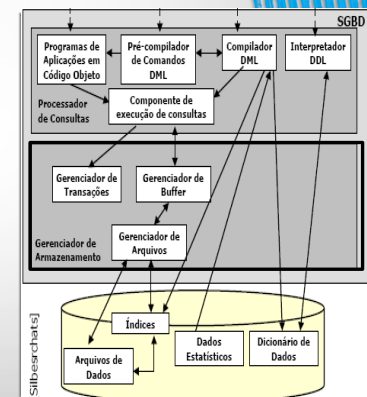 SGBD
Programas de
Aplicações em
Código Objeto
Pré-compilador
de Comandos
DML
Compilador
DML
Interpretador
DDL
Processador
de Consultas
Componente de
execução de consultas
Gerenciador de
Transações
Gerenciador de
Buffer
Gerenciador de
Armazenamento
Gerenciador de
Arquivos
Índices
Arquivos de
Dados
Dados
Estatísticos
Dicionário de
Dados
Silbesrchats]